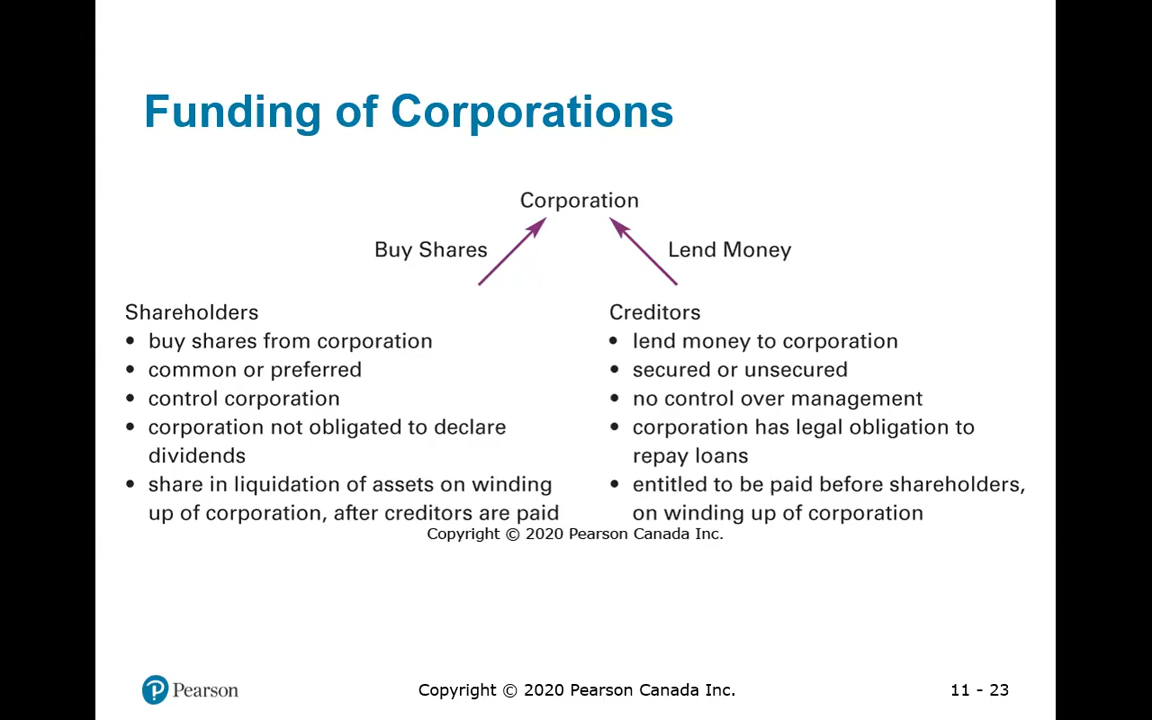 Funding of Corporations
Corporation
Buy Shares
Lend Money
Shareholders
• buy shares from corporation
• common or preferred
• control corporation
• corporation not obligated to declare
dividends
• share in liquidation of assets on winding
up of corporation, after creditors are paid
Creditors
• lend money to corporation
• secured or unsecured
• no control over management
• corporation has legal obligation to
repay loans
• entitled to be paid before shareholders,
on winding up of corporation
Copyright © 2020 Pearson Canada Inc.
P Pearson
Copyright © 2020 Pearson Canada Inc.
11 - 23